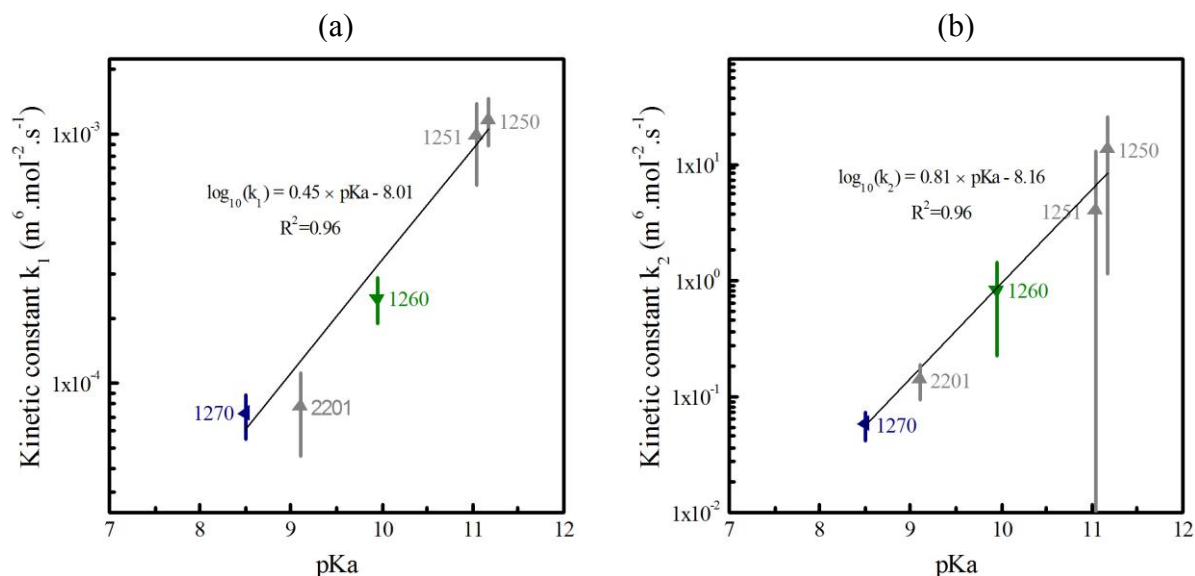 (a)
Kinetic constant k₁ (m⁶.mol⁻².s⁻¹)
1x10⁻³
1x10⁻⁴
log₁₀(k₁) = 0.45 × pKa - 8.01
R²=0.96
1251
1250
1260
1270
2201
7 8 9 10 11 12
pKa
(b)
Kinetic constant k₂ (m⁶.mol⁻².s⁻¹)
1x10¹
1x10⁰
1x10⁻¹
1x10⁻²
log₁₀(k₂) = 0.81 × pKa - 8.16
R²=0.96
1250
1251
1260
2201
1270
7 8 9 10 11 12
pKa